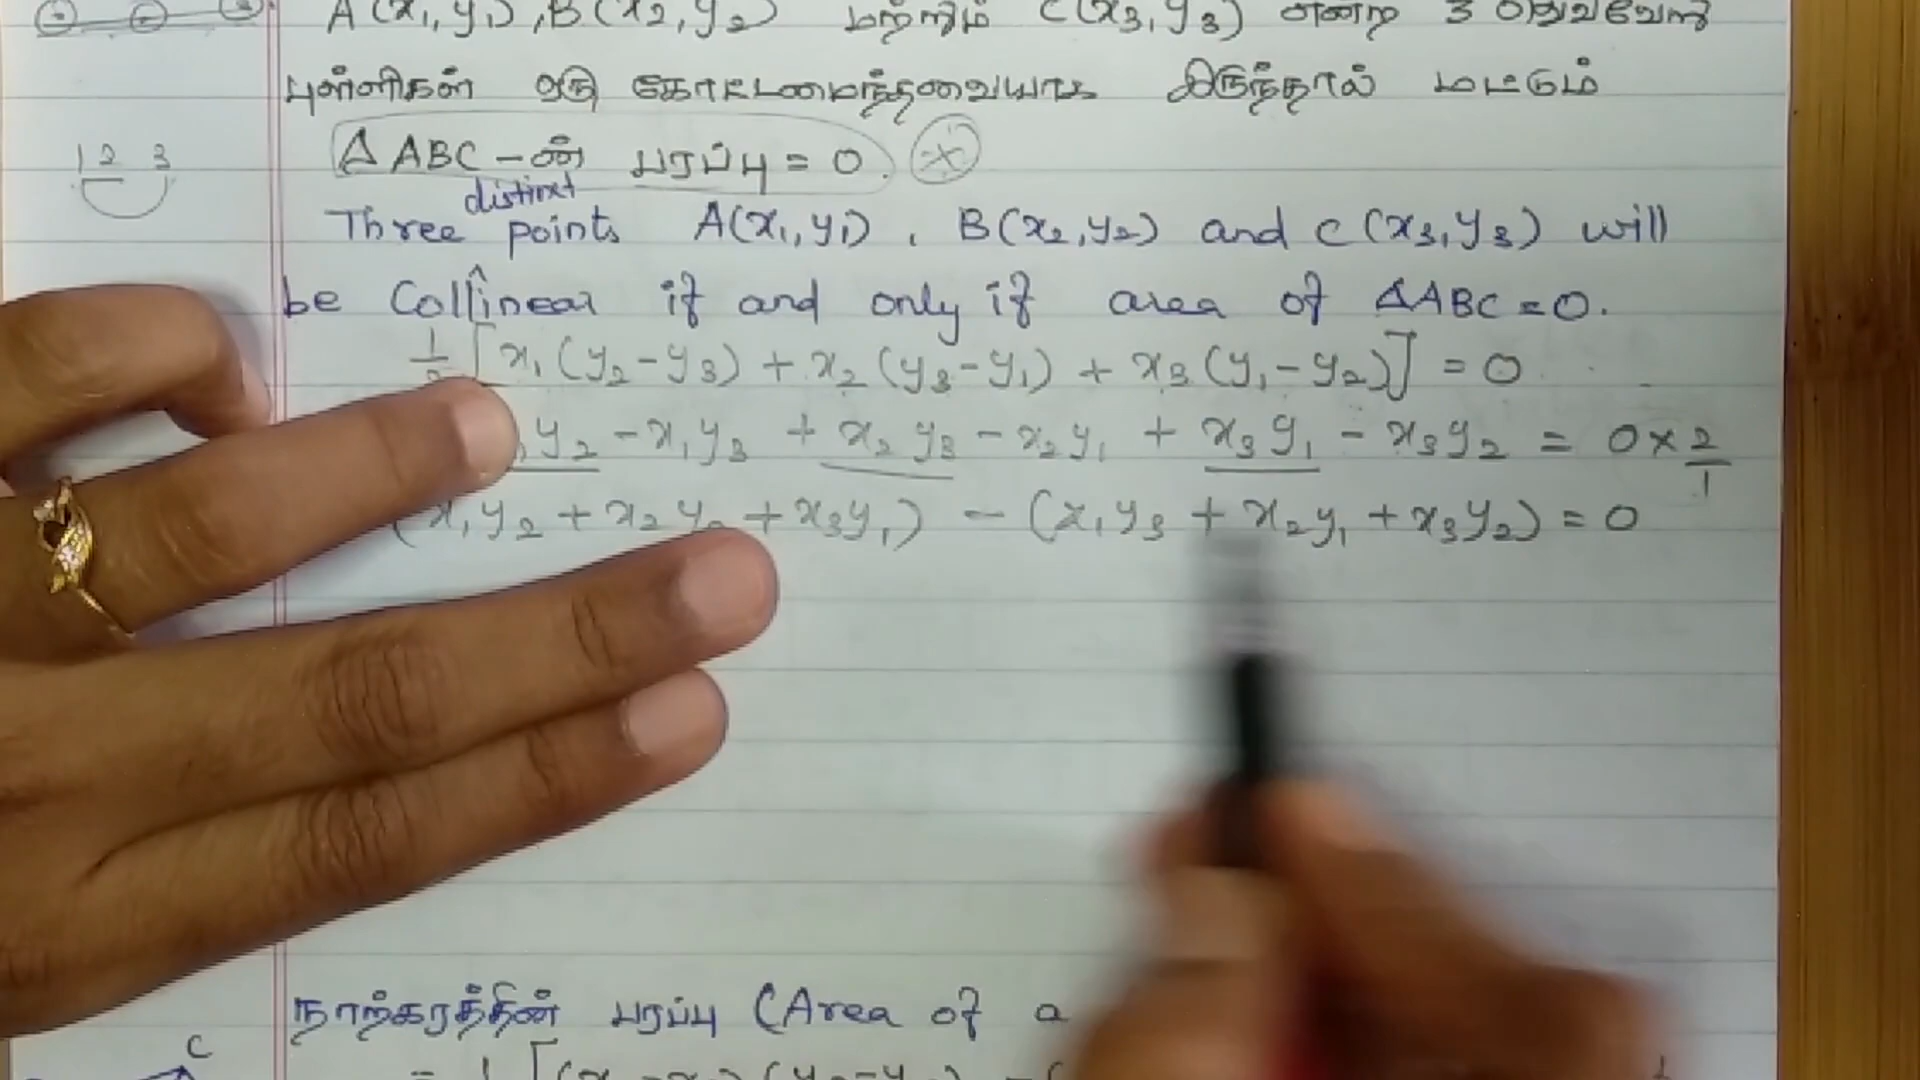 A(x₁,y₁), B(x₂,y₂) மற்றும் C(x₃,y₃) என்ற 3
புள்ளிகள் ஒரு கோட்டமைந்தவையாக இருந்தால் மட்டும்
1 2 3
Δ ABC-ன் பரப்பு = 0.
distinct
Three points A(x₁,y₁), B(x₂,y₂) and C(x₃,y₃) will
be Collinear if and only if area of ΔABC = 0.
[x₁(y₂-y₃) + x₂(y₃-y₁) + x₃(y₁-y₂)] = 0
y₂ - x₁y₃ + x₂y₃ - x₂y₁ + x₃y₁ - x₃y₂ = 0 × 2/1
(x₁y₂ + x₂y + x₃y₁) - (x₁y₃ + x₂y₁ + x₃y₂) = 0
நாற்கரத்தின் பரப்பு (Area of a
C